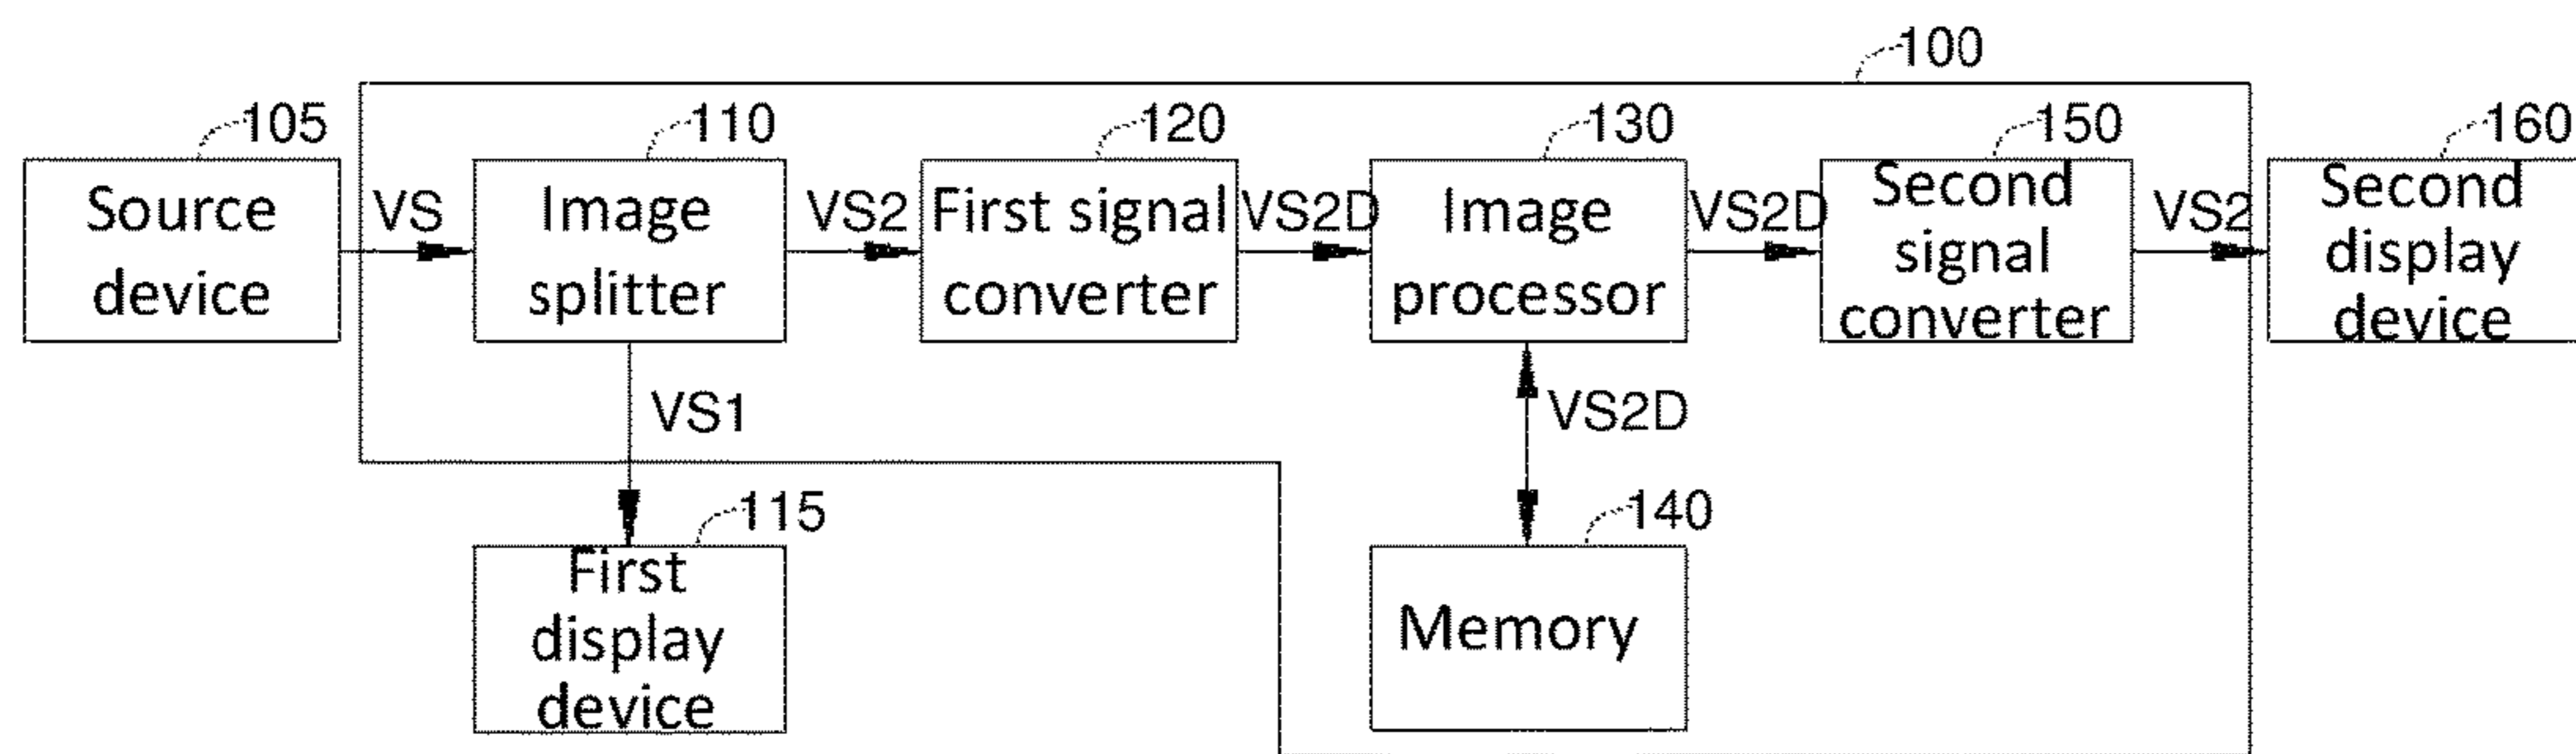 100
105
110
120
130
150
160
Source
device
VS
Image
splitter
VS2
First signal
converter
VS2D
Image
processor
VS2D
Second
signal
converter
VS2
Second
display
device
VS1
VS2D
115
140
First
display
device
Memory